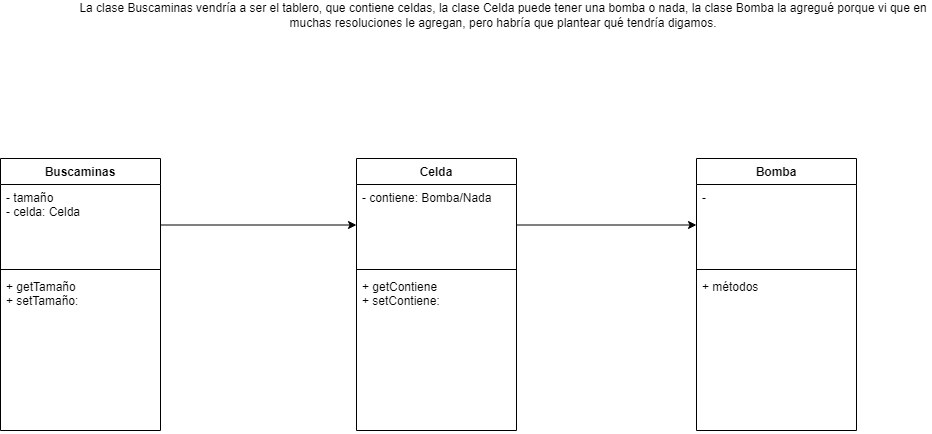 La clase Buscaminas vendría a ser el tablero, que contiene celdas, la clase Celda puede tener una bomba o nada, la clase Bomba la agregué porque vi que en
muchas resoluciones le agregan, pero habría que plantear qué tendría digamos.
Buscaminas
- tamaño
- celda: Celda
+ getTamaño
+ setTamaño:
Celda
- contiene: Bomba/Nada
+ getContiene
+ setContiene:
Bomba
-
+ métodos